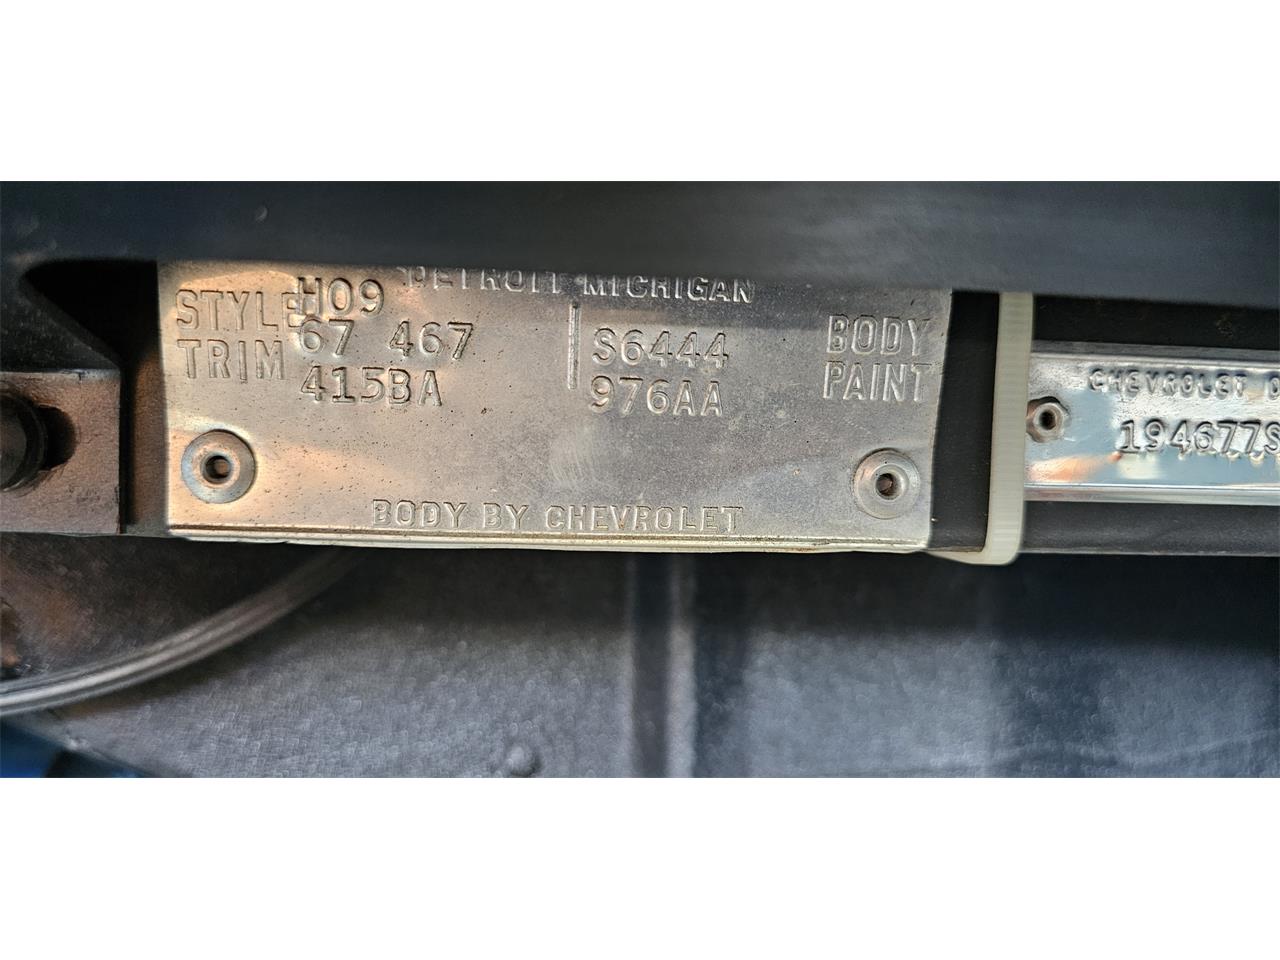 DETROIT MICHIGAN
H09
STYLE 67 467 S6444 BODY
TRIM 415BA 976AA PAINT
BODY BY CHEVROLET
CHEVROLET D
194677S